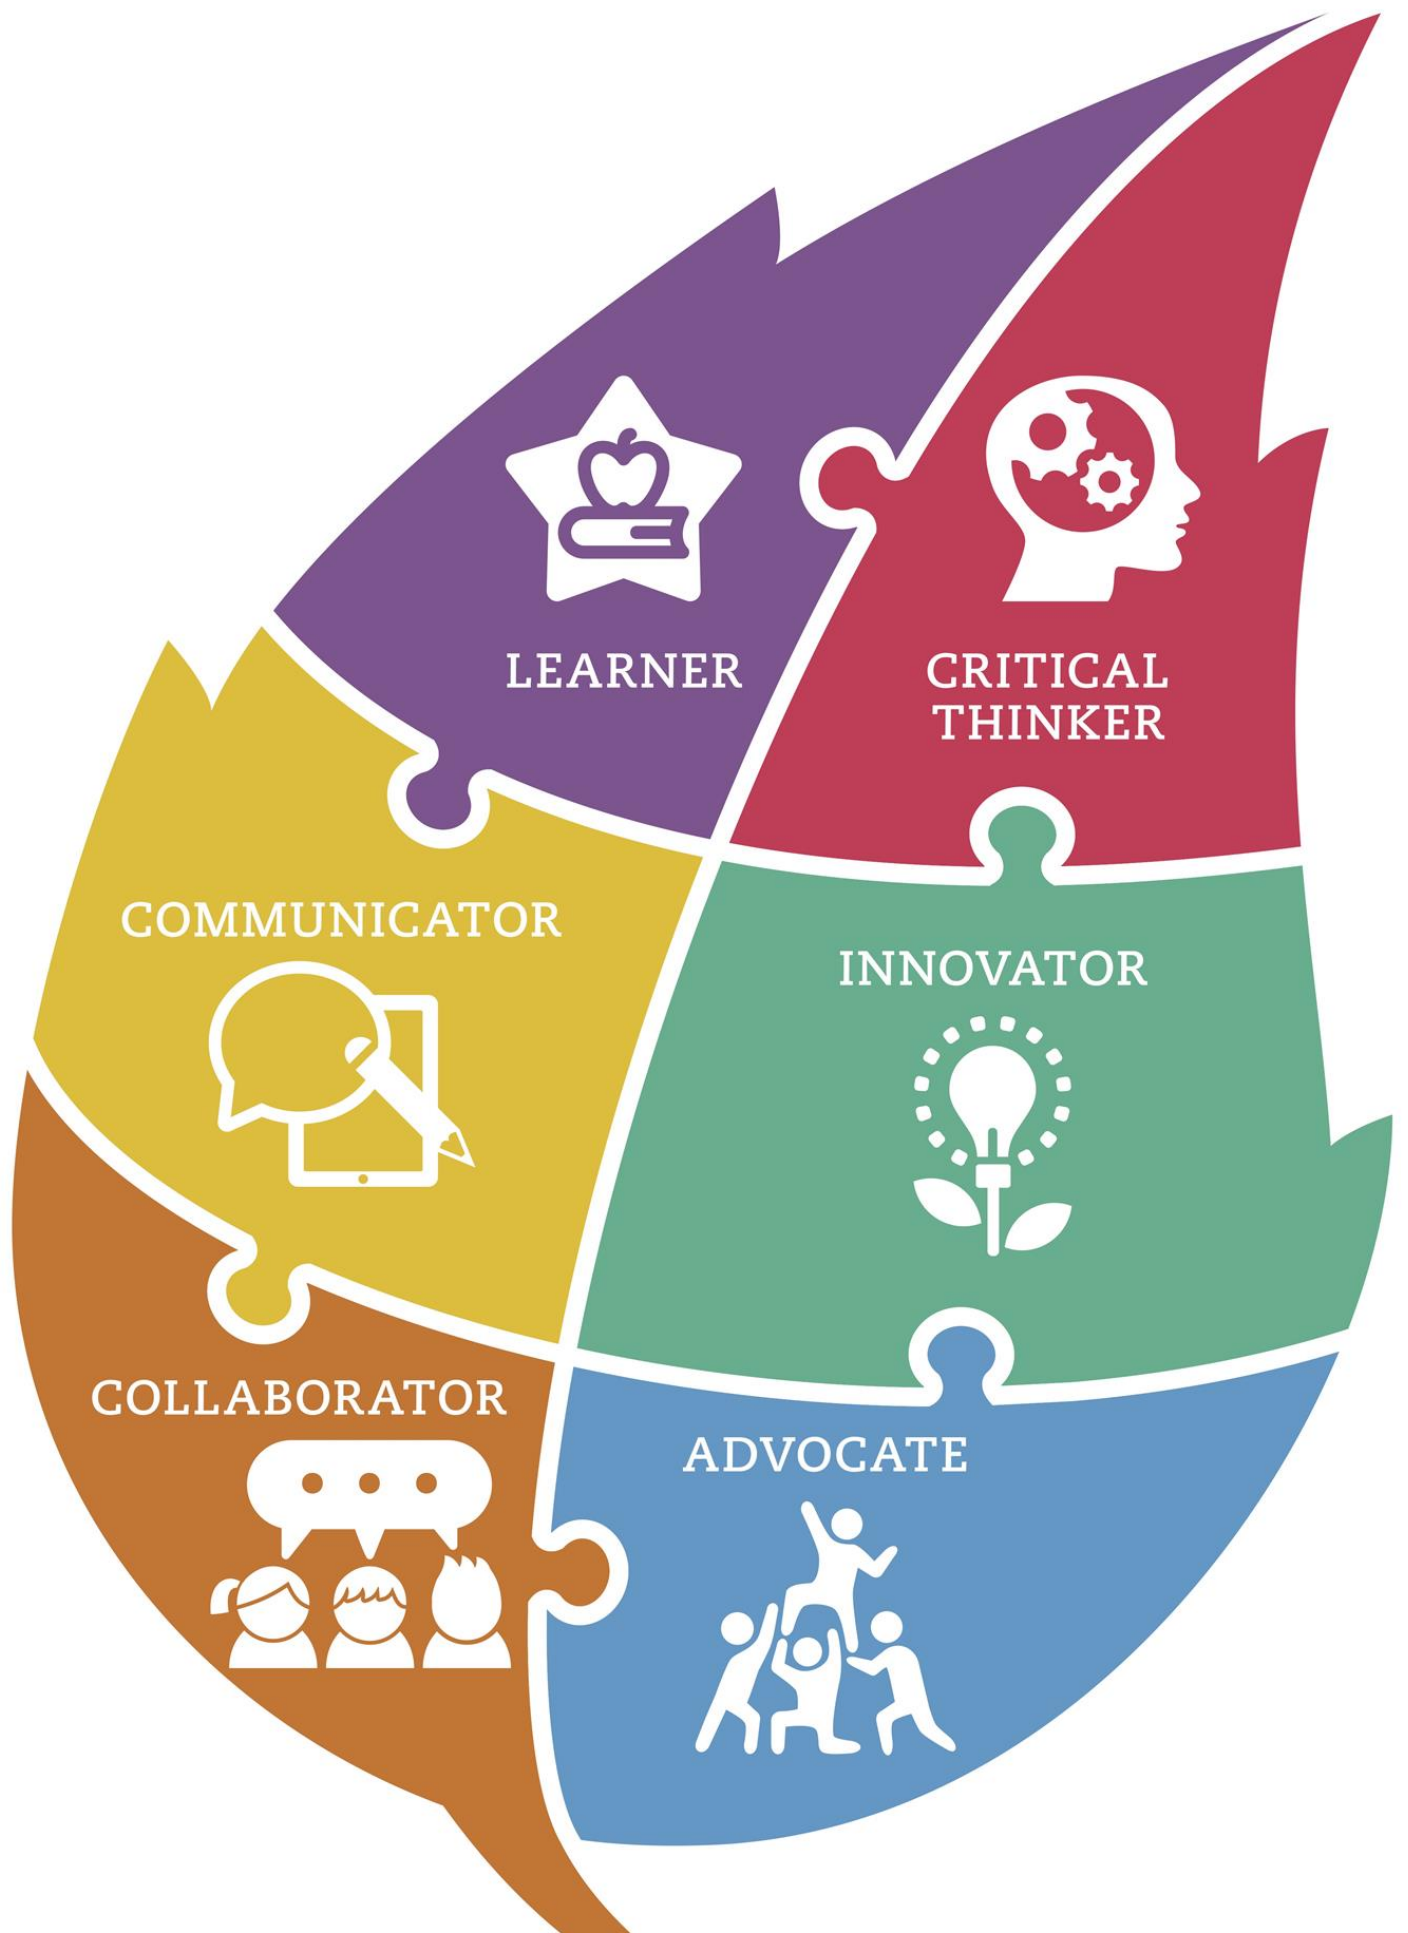 LEARNER
CRITICAL
THINKER
COMMUNICATOR
INNOVATOR
COLLABORATOR
ADVOCATE